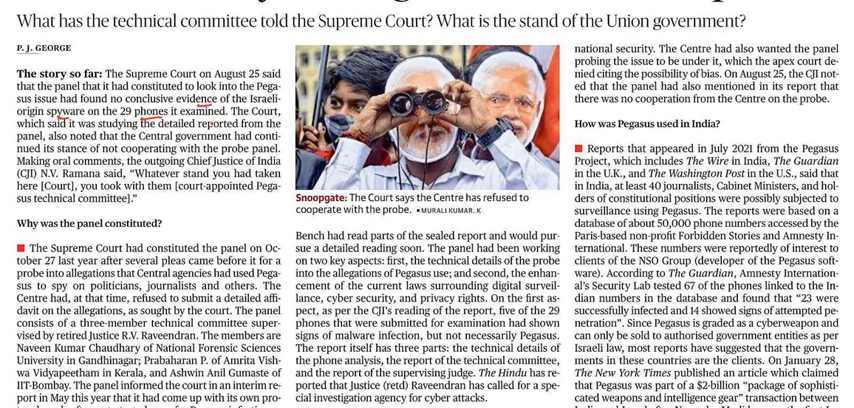 What has the technical committee told the Supreme Court? What is the stand of the Union government?
P. J. GEORGE
The story so far: The Supreme Court on August 25 said
that the panel that it had constituted to look into the Pega-
sus issue had found no conclusive evidence of the Israeli-
origin spyware on the 29 phones it examined. The Court,
which said it was studying the detailed reported from the
panel, also noted that the Central government had contin-
ued its stance of not cooperating with the probe panel.
Making oral comments, the outgoing Chief Justice of India
(CJI) N.V. Ramana said, “Whatever stand you had taken
here [Court], you took with them [court-appointed Pega-
sus technical committee].”
Why was the panel constituted?
The Supreme Court had constituted the panel on Oc-
tober 27 last year after several pleas came before it for a
probe into allegations that Central agencies had used Pega-
sus to spy on politicians, journalists and others. The
Centre had, at that time, refused to submit a detailed affi-
davit on the allegations, as sought by the court. The panel
consists of a three-member technical committee super-
vised by retired Justice R.V. Raveendran. The members are
Naveen Kumar Chaudhary of National Forensic Sciences
University in Gandhinagar; Prabaharan P. of Amrita Vish-
wa Vidyapeetham in Kerala, and Ashwin Anil Gumaste of
IIT-Bombay. The panel informed the court in an interim re-
port in May this year that it had come up with its own pro-
Snoopgate: The Court says the Centre has refused to
cooperate with the probe. ■ MURALI KUMAR. K
Bench had read parts of the sealed report and would pur-
sue a detailed reading soon. The panel had been working
on two key aspects: first, the technical details of the probe
into the allegations of Pegasus use; and second, the enhan-
cement of the current laws surrounding digital surveil-
lance, cyber security, and privacy rights. On the first as-
pect, as per the CJI’s reading of the report, five of the 29
phones that were submitted for examination had shown
signs of malware infection, but not necessarily Pegasus.
The report itself has three parts: the technical details of
the phone analysis, the report of the technical committee,
and the report of the supervising judge. The Hindu has re-
ported that Justice (retd) Raveendran has called for a spe-
cial investigation agency for cyber attacks.
national security. The Centre had also wanted the panel
probing the issue to be under it, which the apex court de-
nied citing the possibility of bias. On August 25, the CJI not-
ed that the panel had also mentioned in its report that
there was no cooperation from the Centre on the probe.
How was Pegasus used in India?
Reports that appeared in July 2021 from the Pegasus
Project, which includes The Wire in India, The Guardian
in the U.K., and The Washington Post in the U.S., said that
in India, at least 40 journalists, Cabinet Ministers, and hol-
ders of constitutional positions were possibly subjected to
surveillance using Pegasus. The reports were based on a
database of about 50,000 phone numbers accessed by the
Paris-based non-profit Forbidden Stories and Amnesty In-
ternational. These numbers were reportedly of interest to
clients of the NSO Group (developer of the Pegasus soft-
ware). According to The Guardian, Amnesty Internation-
al’s Security Lab tested 67 of the phones linked to the In-
dian numbers in the database and found that “23 were
successfully infected and 14 showed signs of attempted pe-
netration”. Since Pegasus is graded as a cyberweapon and
can only be sold to authorised government entities as per
Israeli law, most reports have suggested that the govern-
ments in these countries are the clients. On January 28,
The New York Times published an article which claimed
that Pegasus was part of a $2-billion “package of sophisti-
cated weapons and intelligence gear” transaction between